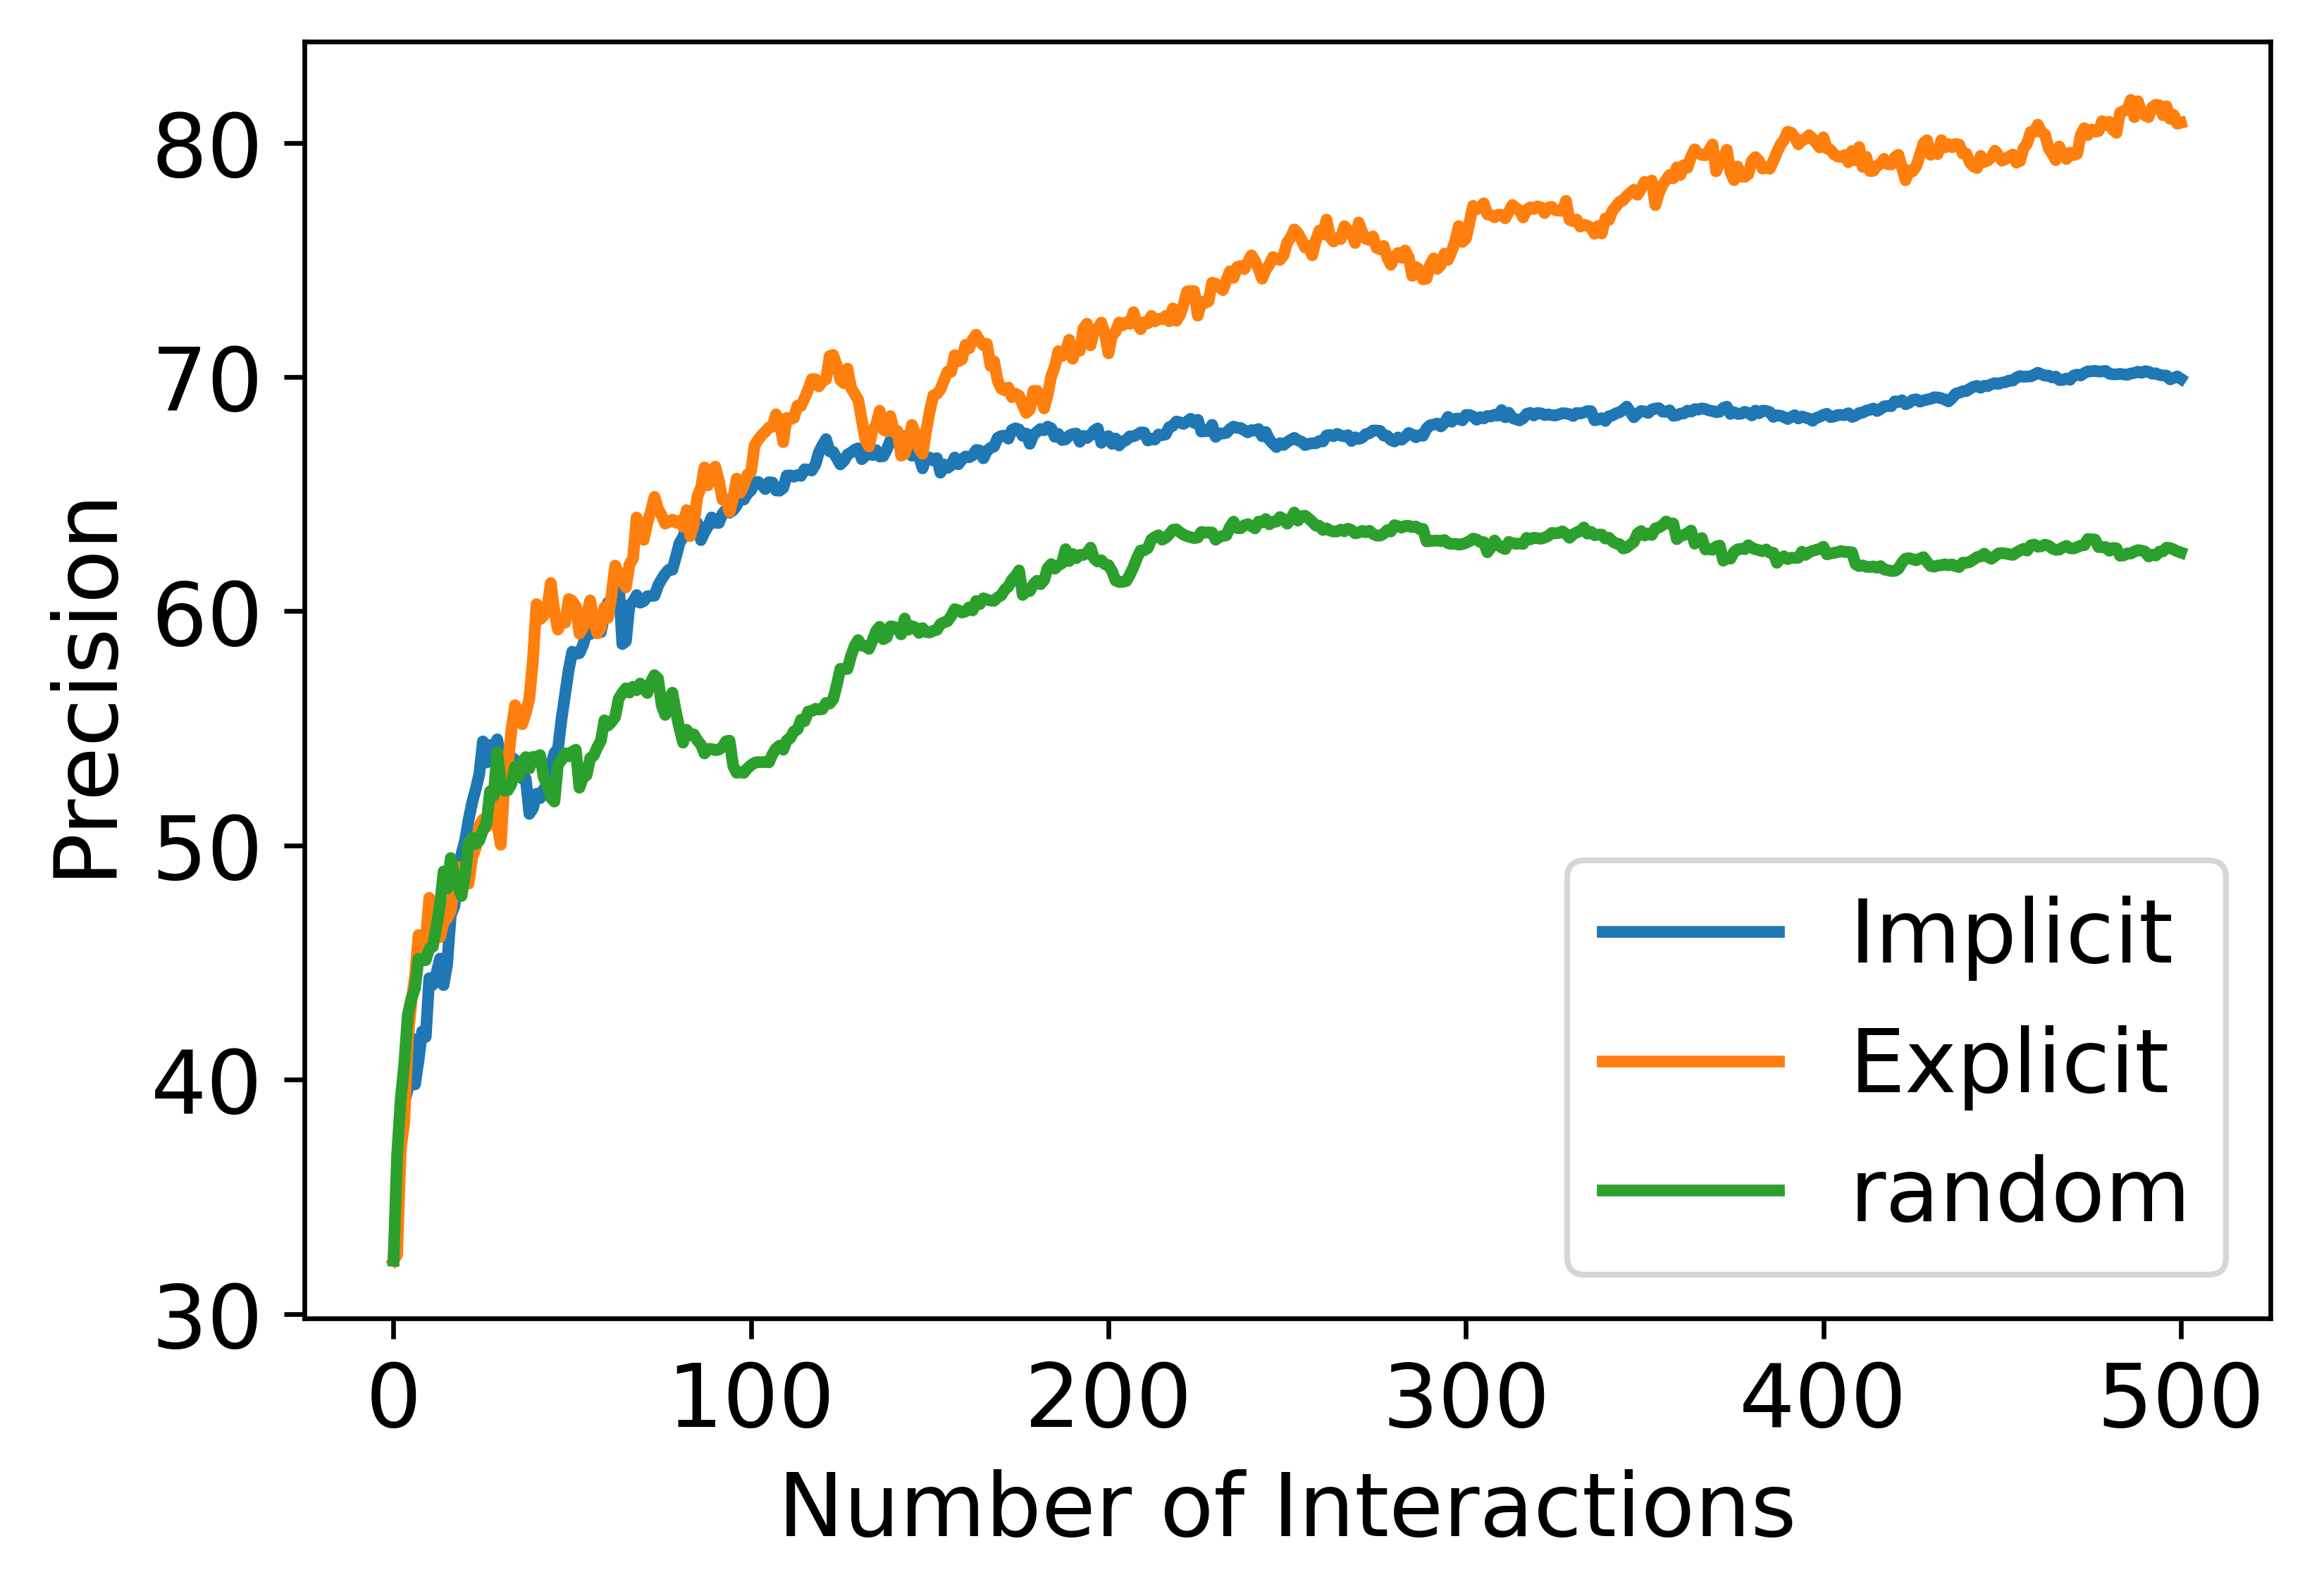 80
70
60
50
40
30
Precision
Implicit
Explicit
random
0 100 200 300 400 500
Number of Interactions